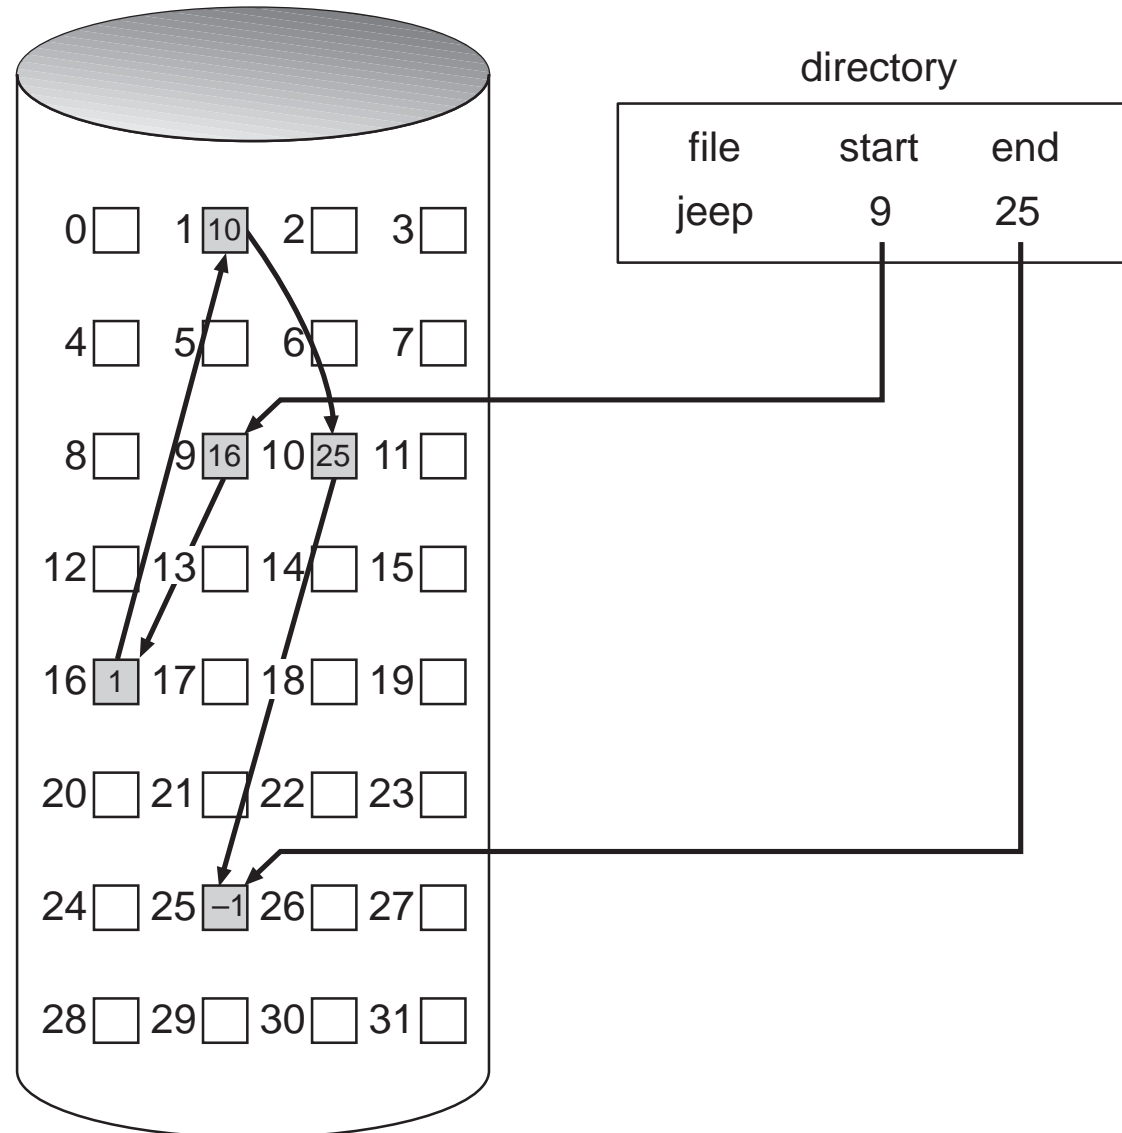 directory
file start end
jeep 9 25
0 1 10 2 3
4 5 6 7
8 9 16 10 25 11
12 13 14 15
16 1 17 18 19
20 21 22 23
24 25 –1 26 27
28 29 30 31